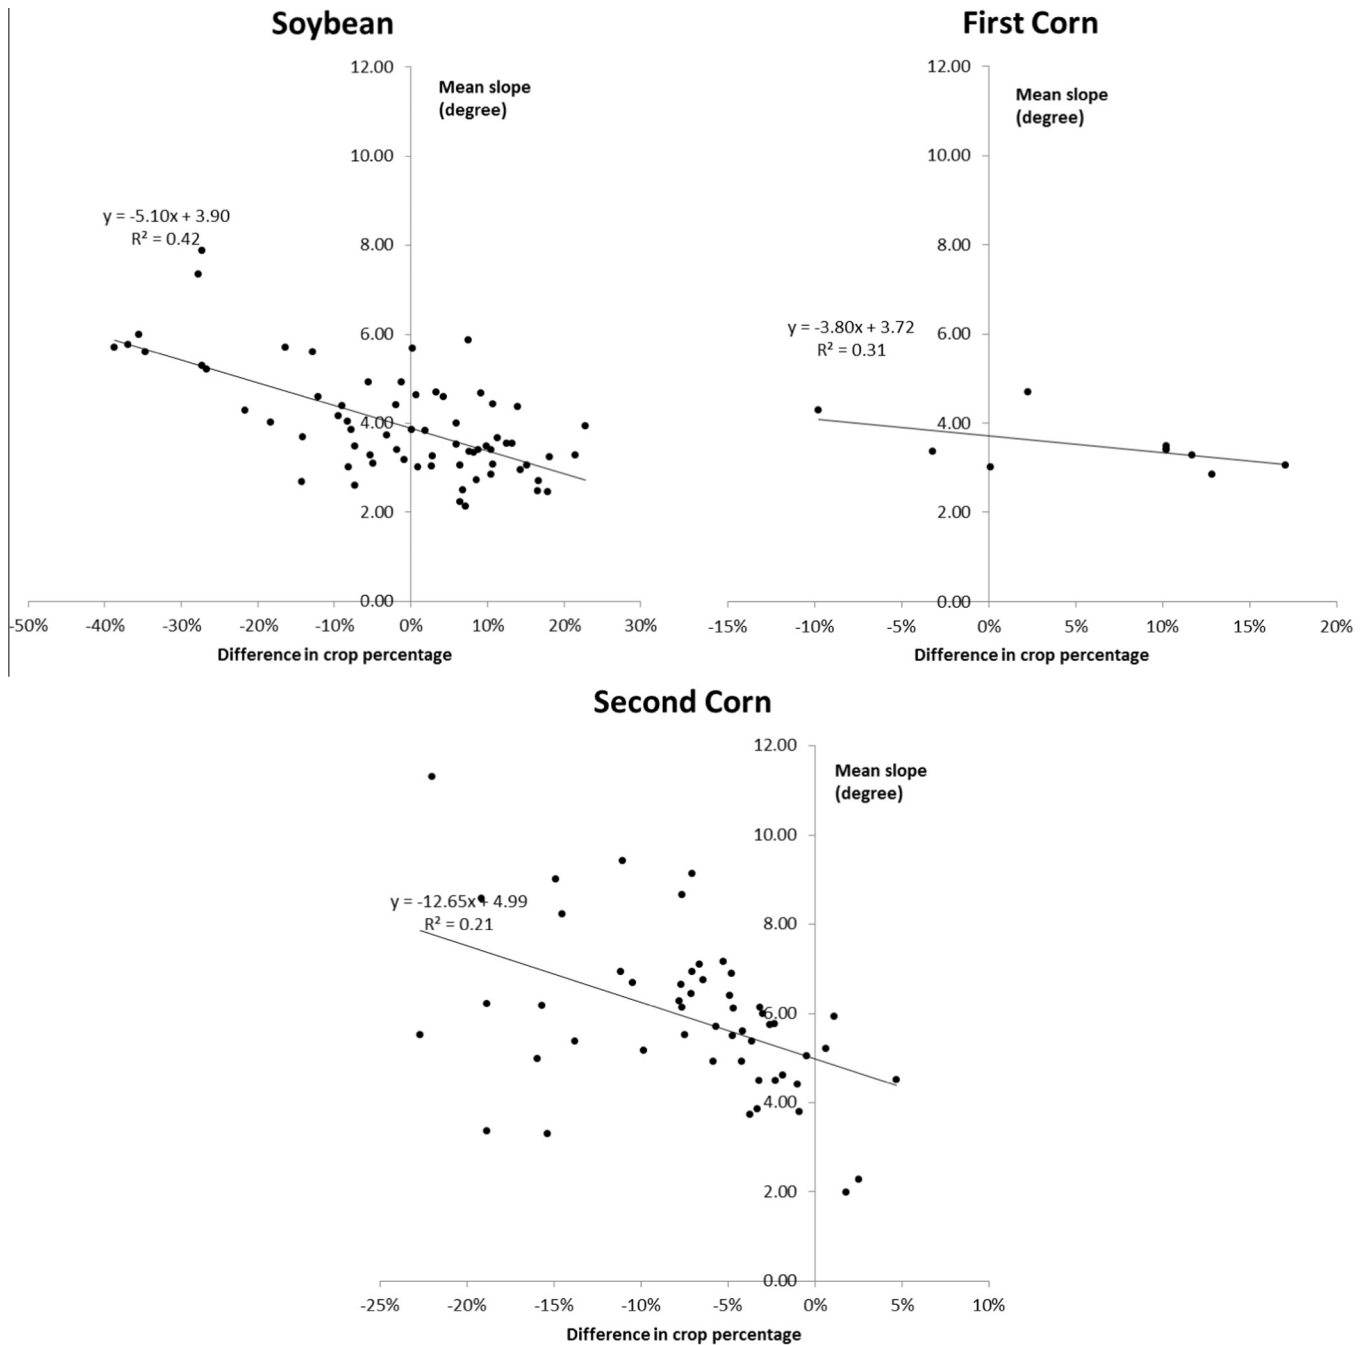 Soybean
12.00
Mean slope
(degree)
10.00
y = -5.10x + 3.90
R² = 0.42
8.00
6.00
4.00
2.00
0.00
-50% -40% -30% -20% -10% 0% 10% 20% 30%
Difference in crop percentage
First Corn
12.00
Mean slope
(degree)
10.00
8.00
y = -3.80x + 3.72
R² = 0.31
6.00
4.00
2.00
0.00
-15% -10% -5% 0% 5% 10% 15% 20%
Difference in crop percentage
Second Corn
12.00
Mean slope
(degree)
10.00
y = -12.65x + 4.99
R² = 0.21
8.00
6.00
4.00
2.00
0.00
-25% -20% -15% -10% -5% 0% 5% 10%
Difference in crop percentage